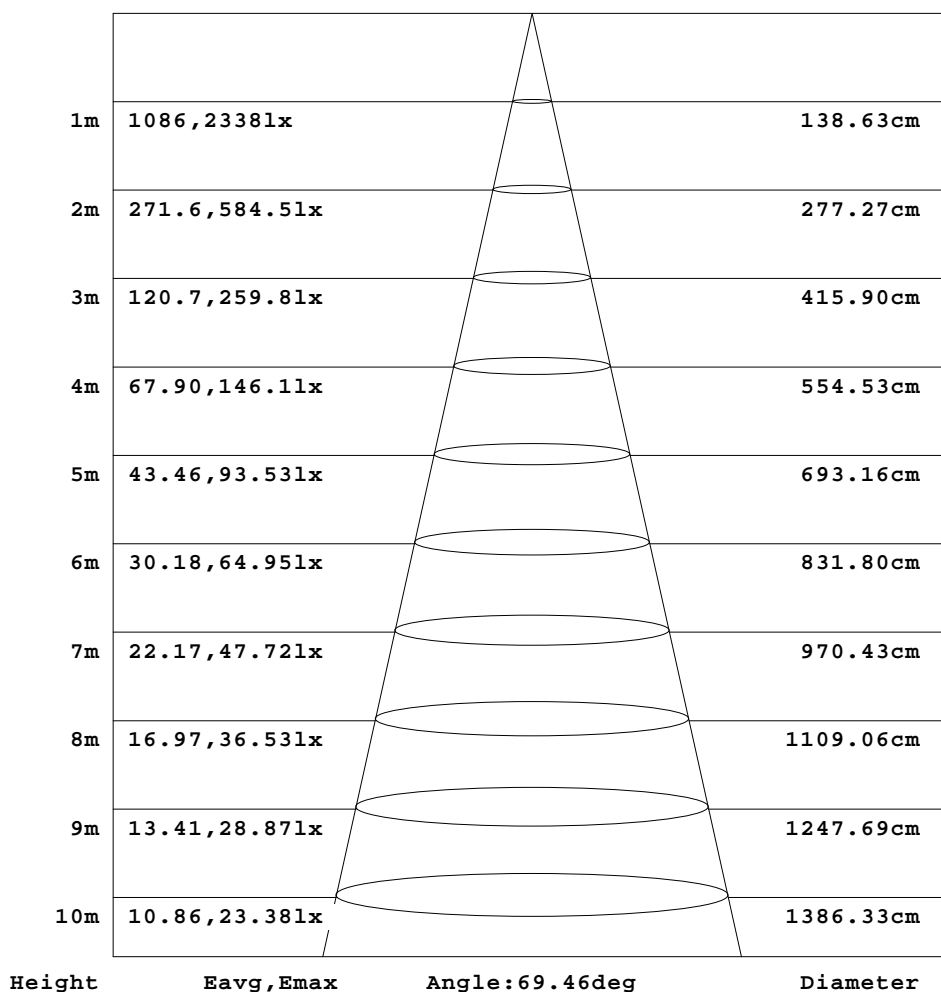 1m 1086,2338lx 138.63cm
2m 271.6,584.5lx 277.27cm
3m 120.7,259.8lx 415.90cm
4m 67.90,146.1lx 554.53cm
5m 43.46,93.53lx 693.16cm
6m 30.18,64.95lx 831.80cm
7m 22.17,47.72lx 970.43cm
8m 16.97,36.53lx 1109.06cm
9m 13.41,28.87lx 1247.69cm
10m 10.86,23.38lx 1386.33cm
Height Eavg,Emax Angle:69.46deg Diameter